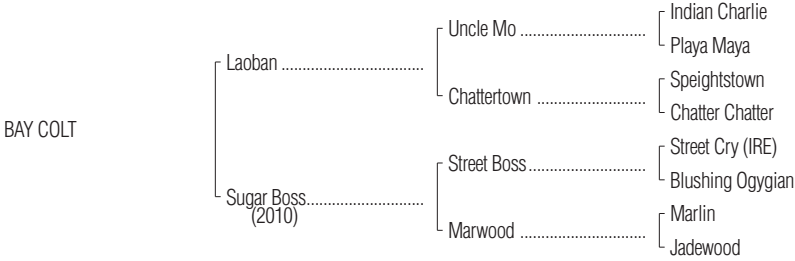 Indian Charlie
Uncle Mo ..............................
Playa Maya
Laoban ..................................
Speightstown
Chattertown ..........................
Chatter Chatter
BAY COLT
Street Cry (IRE)
Street Boss............................
Blushing Ogygian
Sugar Boss............................
(2010)
Marlin
Marwood ..............................
Jadewood